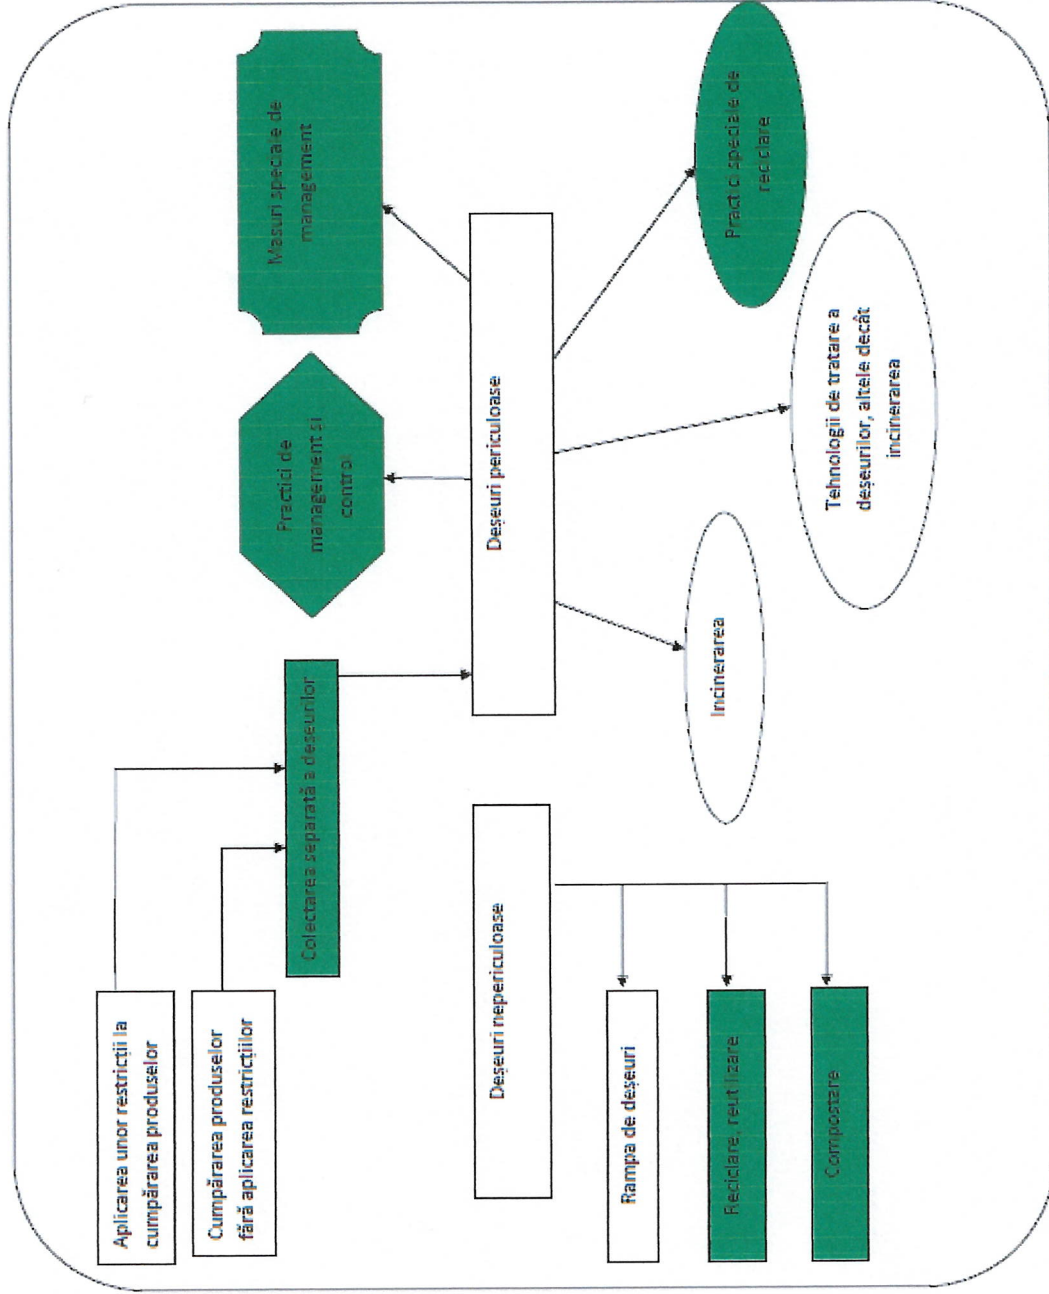 Aplicarea unor restricții la
cumpărarea produselor
Cumpărarea produselor
fără aplicarea restricțiilor
Colectarea separată a deseurilor
Practici de
management și
control
Masuri speciale de
management
Deșeuri nepericuloase
Deșeuri periculoase
Rampa de deșeuri
Reciclare, reutilizare
Compostare
Incinerarea
Tehnologii de tratare a
deșeurilor, altele decât
incinerarea
Practici speciale de
reciclare